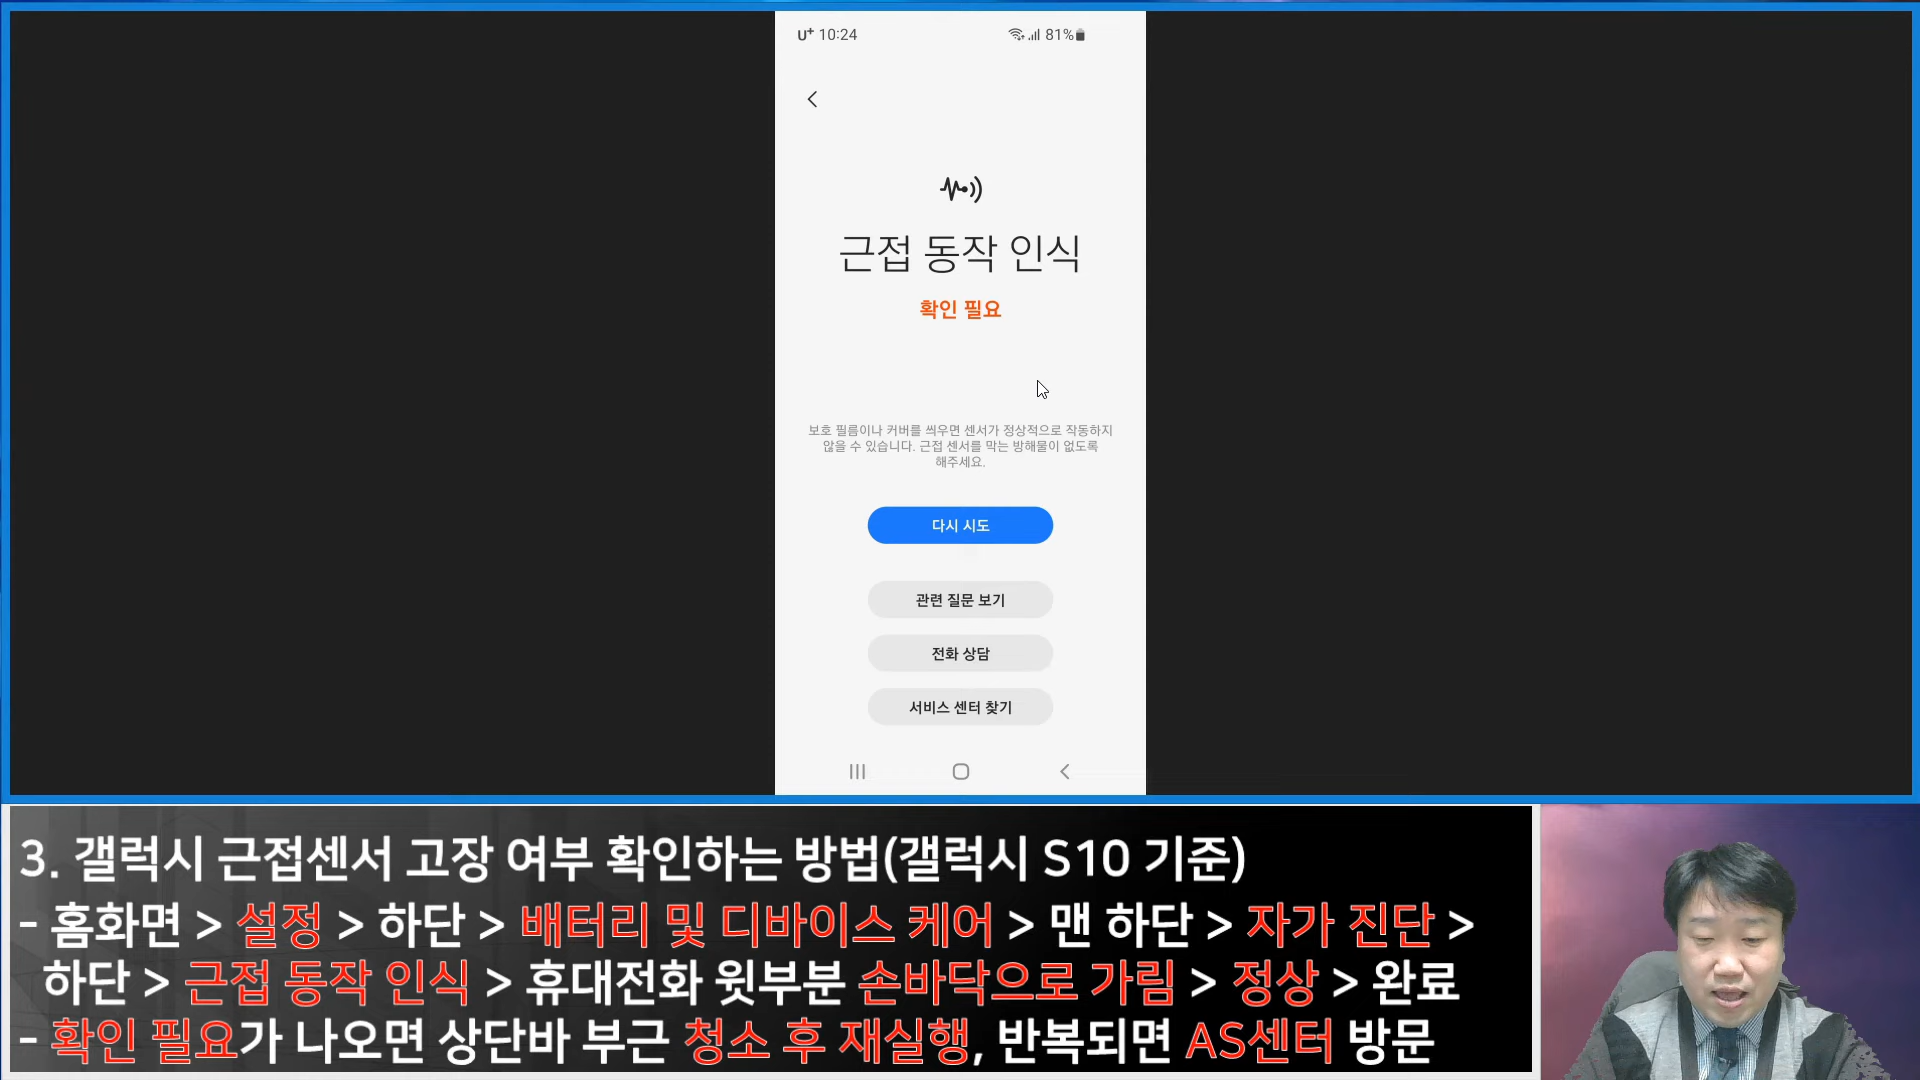 U+ 10:24
81%
근접 동작 인식
확인 필요
보호 필름이나 커버를 씌우면 센서가 정상적으로 작동하지
않을 수 있습니다. 근접 센서를 막는 방해물이 없도록
해주세요.
다시 시도
관련 질문 보기
전화 상담
서비스 센터 찾기
3. 갤럭시 근접센서 고장 여부 확인하는 방법(갤럭시 S10 기준)
- 홈화면 > 설정 > 하단 > 배터리 및 디바이스 케어 > 맨 하단 > 자가 진단 >
하단 > 근접 동작 인식 > 휴대전화 윗부분 손바닥으로 가림 > 정상 > 완료
- 확인 필요가 나오면 상단바 부근 청소 후 재실행, 반복되면 AS센터 방문